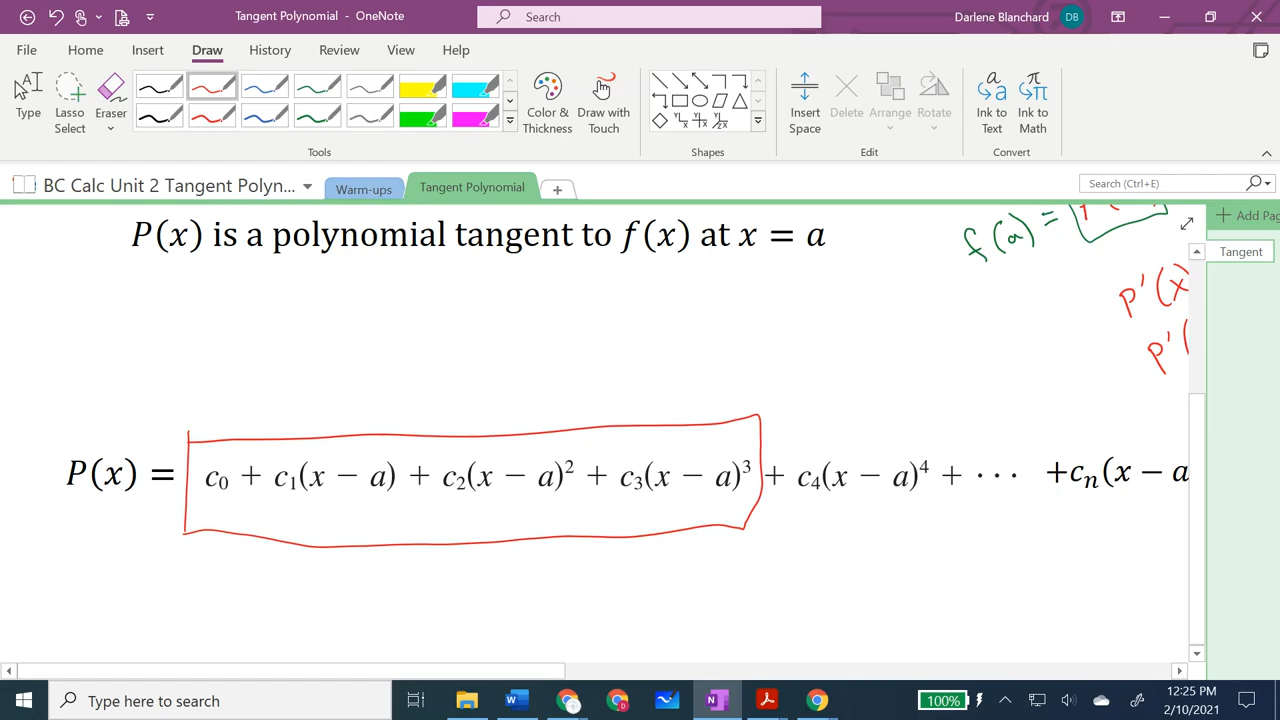 Tangent Polynomial - OneNote
Search
Darlene Blanchard
DB
File Home Insert Draw History Review View Help
Type
Lasso Select
Eraser
Color & Thickness
Draw with Touch
Insert Space
Delete
Arrange
Rotate
Ink to Text
Ink to Math
Tools
Shapes
Edit
Convert
BC Calc Unit 2 Tangent Polyn...
Warm-ups
Tangent Polynomial
Search (Ctrl+E)
Add Pag
Tangent
P(x) is a polynomial tangent to f(x) at x = a
f(a) =
P'(x)
P'(
P(x) = c₀ + c₁(x − a) + c₂(x − a)² + c₃(x − a)³ + c₄(x − a)⁴ + ··· +cₙ(x − a
Type here to search
100%
12:25 PM
2/10/2021